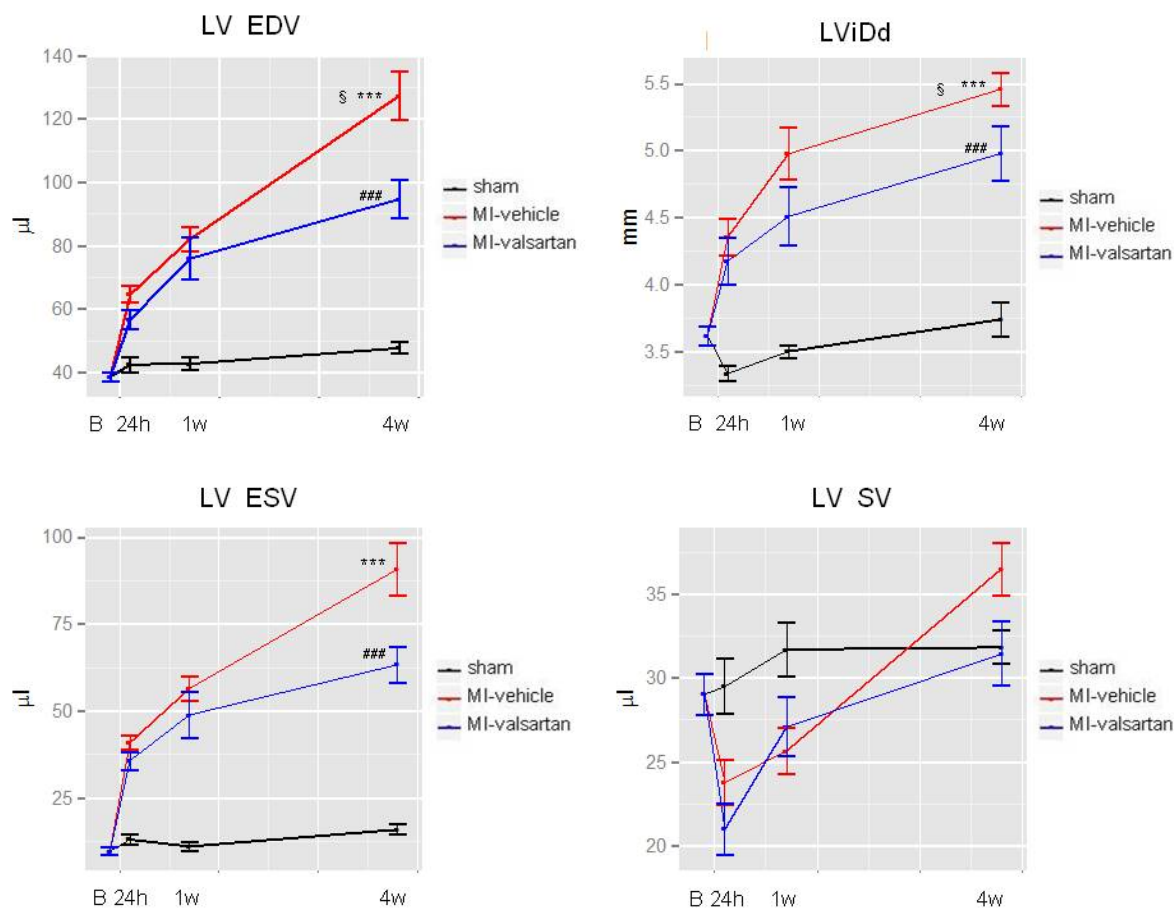 LV EDV
140
120
100
80
60
40
µl
§ ***
###
B 24h 1w 4w
sham
MI-vehicle
MI-valsartan
LViDd
5.5
5.0
4.5
4.0
3.5
mm
§ ***
###
B 24h 1w 4w
sham
MI-vehicle
MI-valsartan
LV ESV
100
75
50
25
µl
***
###
B 24h 1w 4w
sham
MI-vehicle
MI-valsartan
LV SV
35
30
25
20
µl
B 24h 1w 4w
sham
MI-vehicle
MI-valsartan